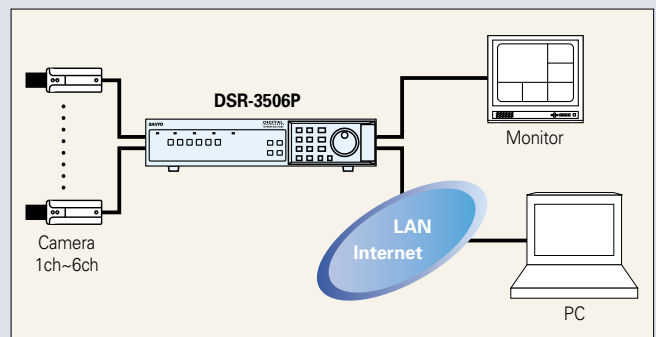 DSR-3506P
SANYO
DIGITAL
Monitor
LAN
Internet
Camera
1ch~6ch
PC